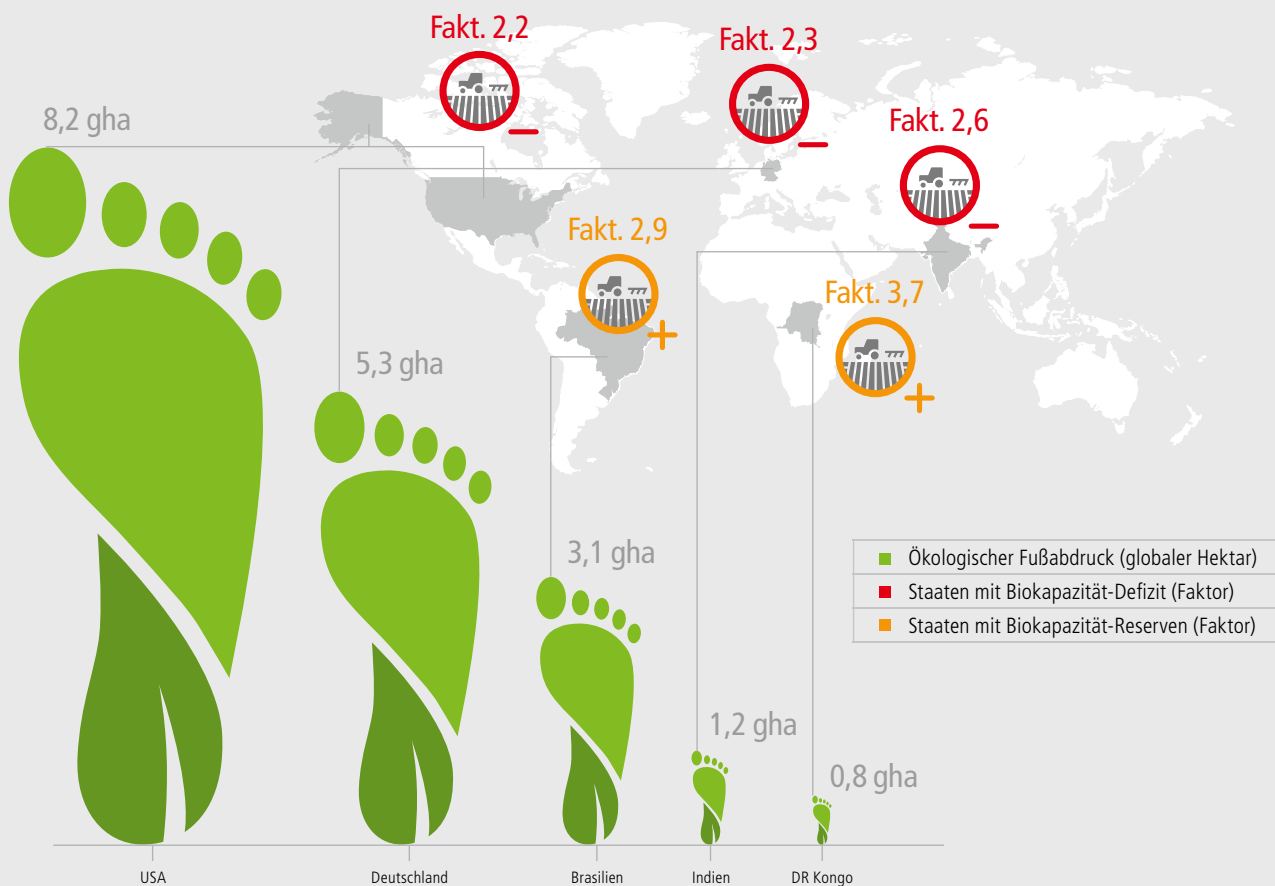 Fakt. 2,2
Fakt. 2,3
Fakt. 2,6
8,2 gha
Fakt. 2,9
Fakt. 3,7
5,3 gha
3,1 gha
Ökologischer Fußabdruck (globaler Hektar)
Staaten mit Biokapazität-Defizit (Faktor)
Staaten mit Biokapazität-Reserven (Faktor)
1,2 gha
0,8 gha
USA
Deutschland
Brasilien
Indien
DR Kongo